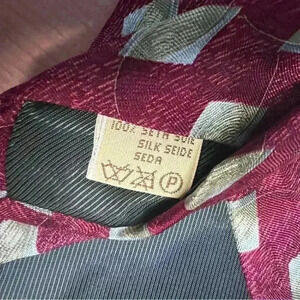 100% SETA SOIE
SILK SEIDE
SEDA
P